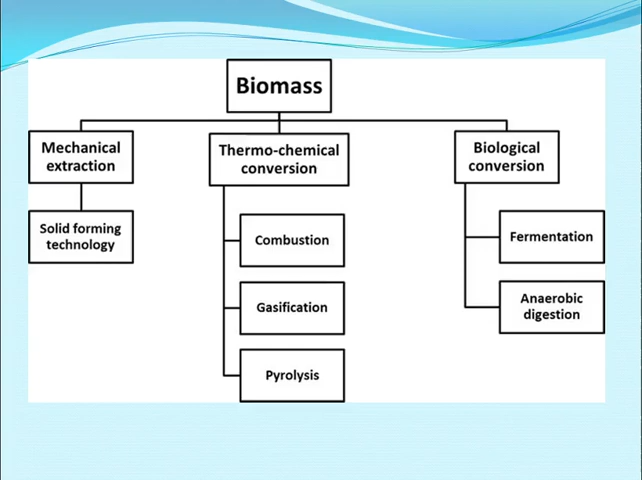 Biomass
Mechanical
extraction
Solid forming
technology
Thermo-chemical
conversion
Combustion
Gasification
Pyrolysis
Biological
conversion
Fermentation
Anaerobic
digestion